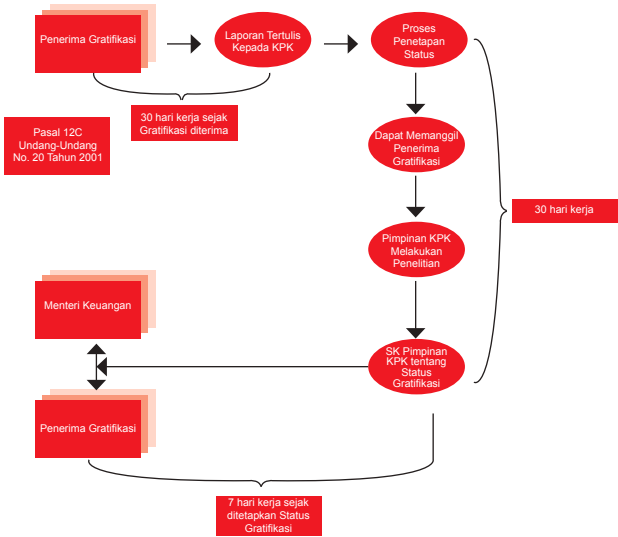 Penerima Gratifikasi
Laporan Tertulis
Kepada KPK
Proses
Penetapan
Status
30 hari kerja sejak
Gratifikasi diterima
Pasal 12C
Undang-Undang
No. 20 Tahun 2001
Dapat Memanggil
Penerima
Gratifikasi
30 hari kerja
Pimpinan KPK
Melakukan
Penelitian
Menteri Keuangan
SK Pimpinan
KPK tentang
Status
Gratifikasi
Penerima Gratifikasi
7 hari kerja sejak
ditetapkan Status
Gratifikasi